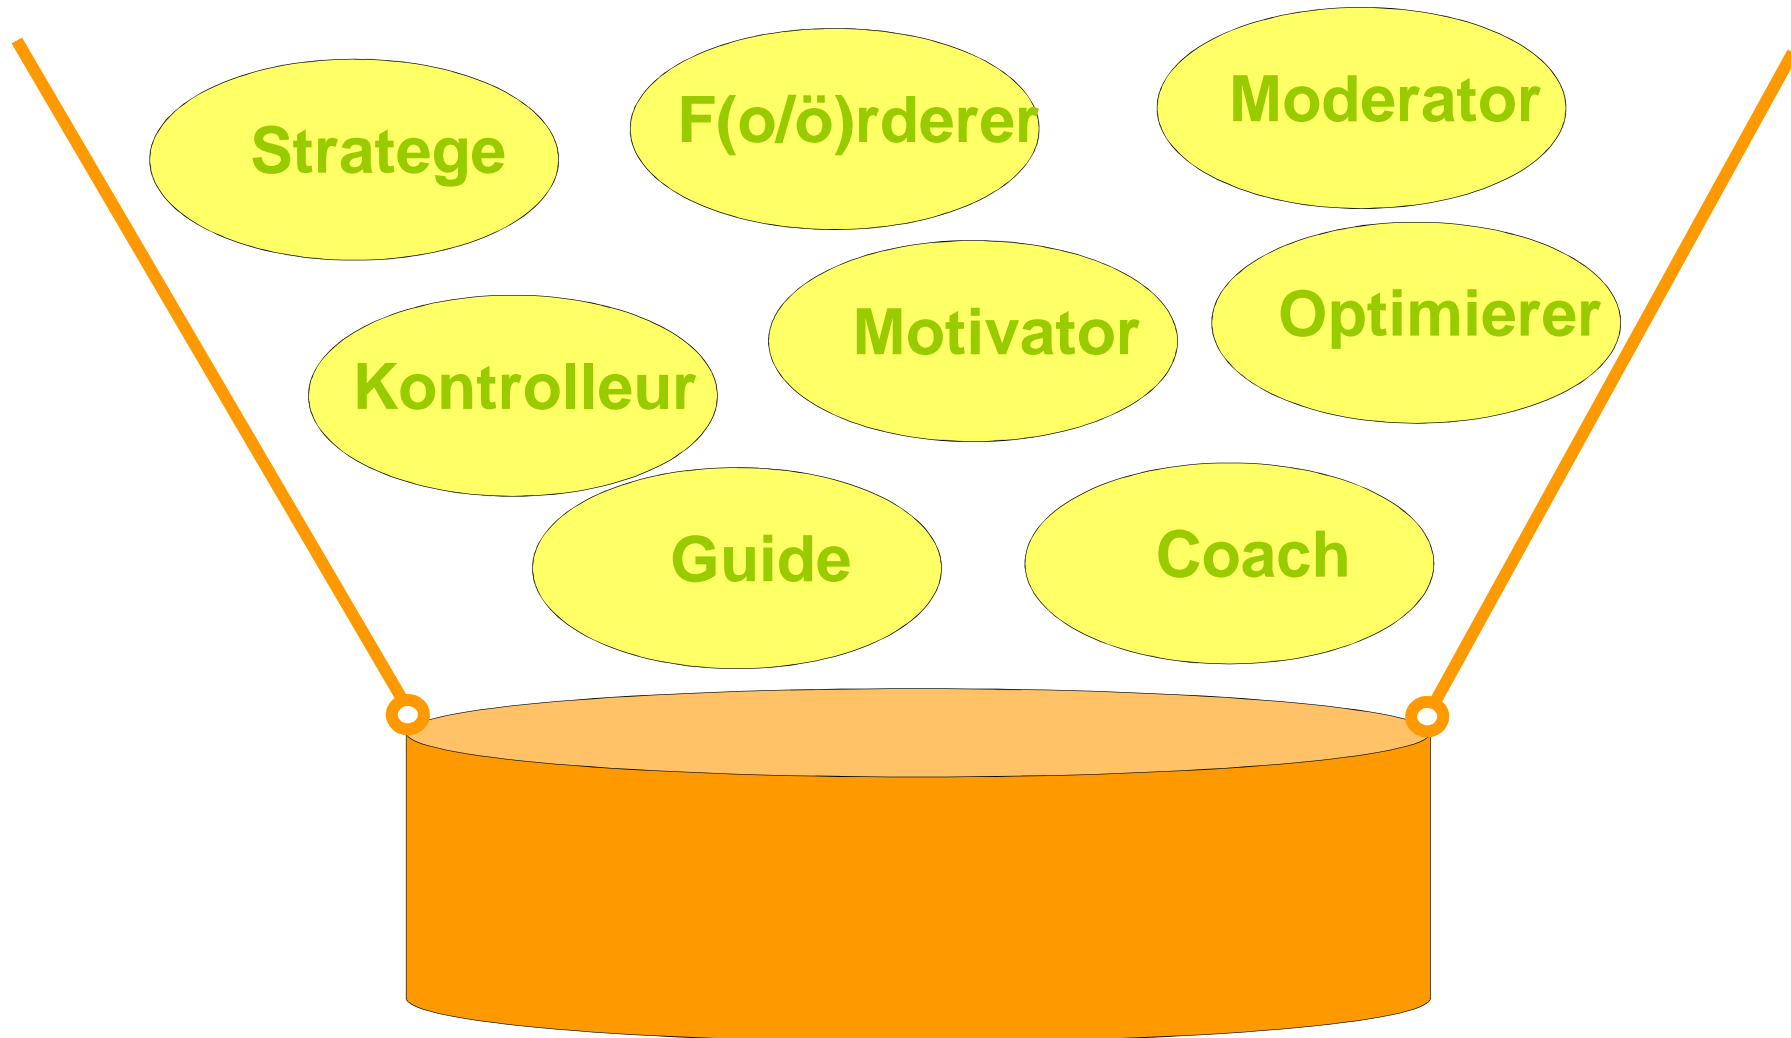 Stratege
F(o/ö)rderer
Moderator
Kontrolleur
Motivator
Optimierer
Guide
Coach